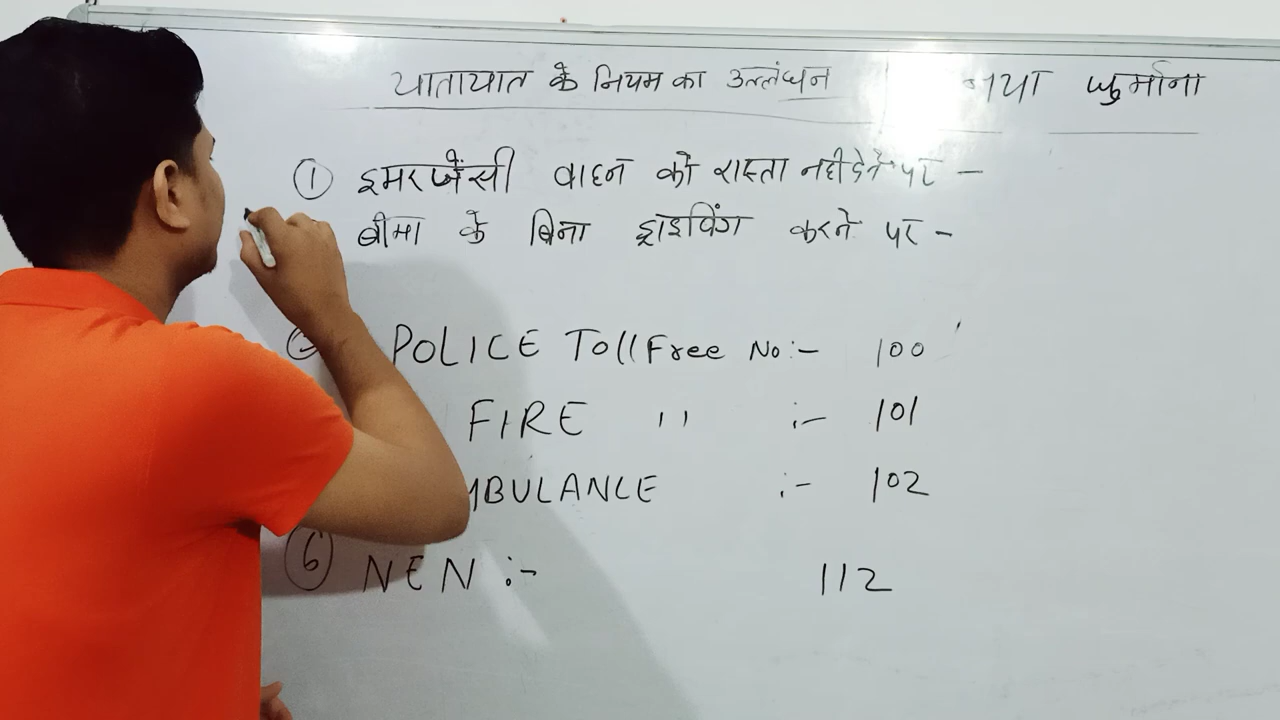 यातायात के नियम का उल्लंघन नया जुर्माना
① इमरजेंसी वाहन को रास्ता नही देने पर –
बीमा के बिना ड्राइविंग करने पर –
POLICE Toll Free No :- 100
FIRE " :- 101
MBULANCE :- 102
⑥ NEN :- 112